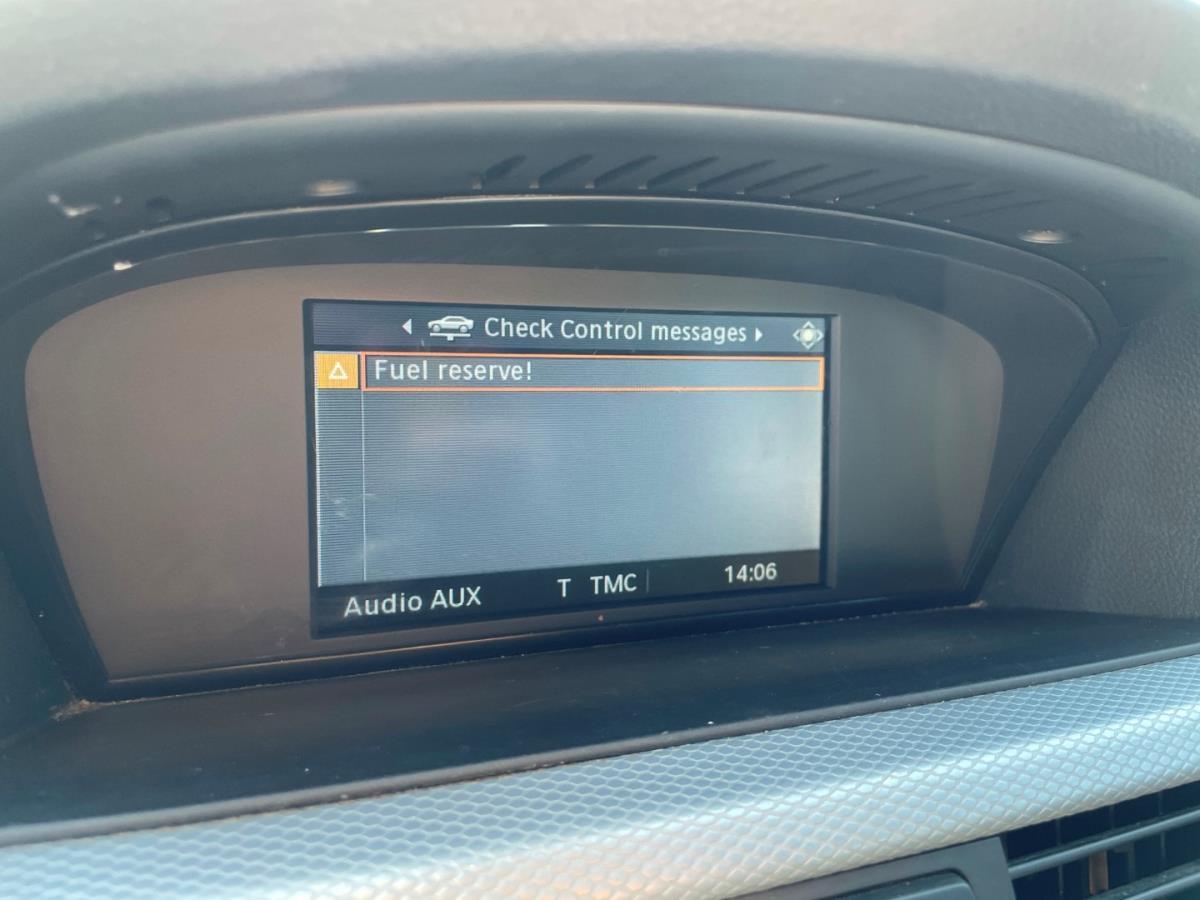 Check Control messages
Fuel reserve!
Audio AUX T TMC 14:06